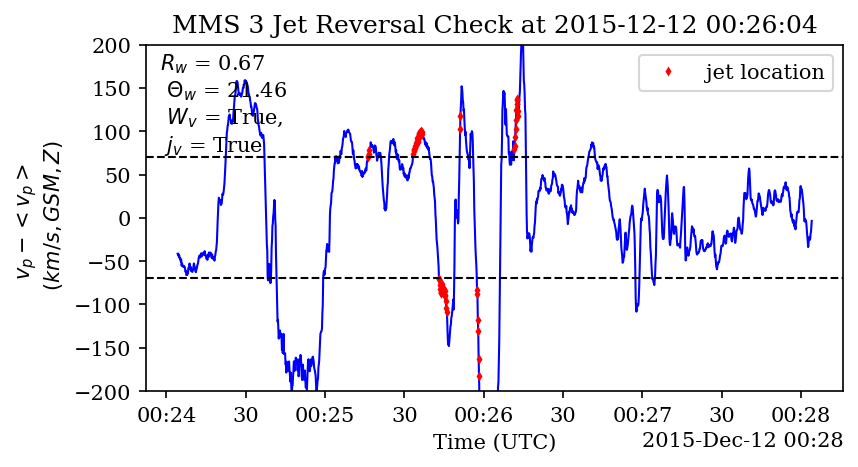 MMS 3 Jet Reversal Check at 2015-12-12 00:26:04
R_w = 0.67
Θ_w = 21.46
W_v = True,
j_v = True
jet location
v_p − < v_p >
(km/s, GSM, Z)
200
150
100
50
0
−50
−100
−150
−200
00:24 30 00:25 30 00:26 30 00:27 30 00:28
Time (UTC)
2015-Dec-12 00:28